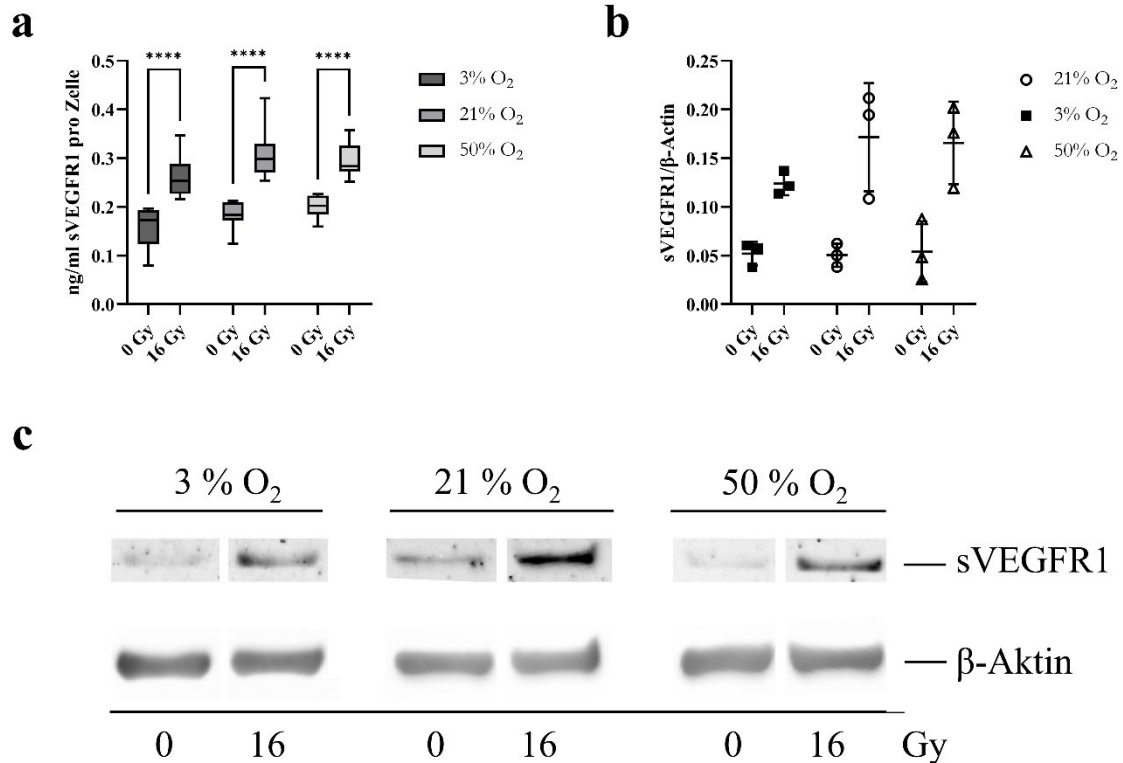 a
ng/ml sVEGFR1 pro Zelle
0.5
0.4
0.3
0.2
0.1
0.0
**** **** ****
0 Gy 16 Gy 0 Gy 16 Gy 0 Gy 16 Gy
3% O₂
21% O₂
50% O₂
b
sVEGFR1/β-Actin
0.25
0.20
0.15
0.10
0.05
0.00
0 Gy 16 Gy 0 Gy 16 Gy 0 Gy 16 Gy
21% O₂
3% O₂
50% O₂
c
3 % O₂ 21 % O₂ 50 % O₂
sVEGFR1
β-Aktin
0 16 0 16 0 16 Gy